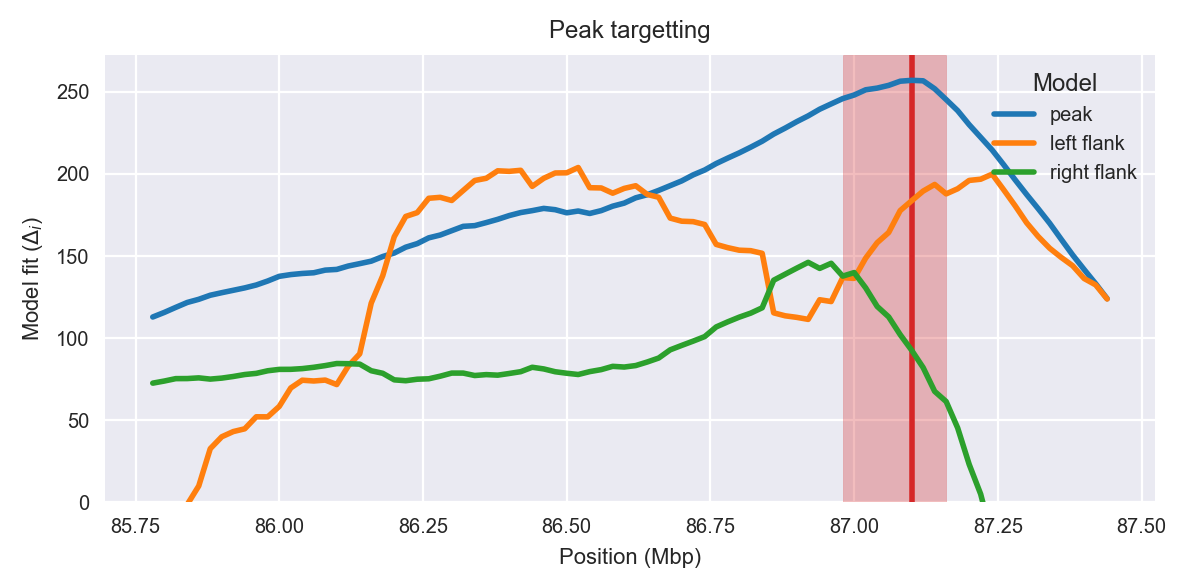 Peak targetting
Model fit (Δi)
250
200
150
100
50
0
Model
peak
left flank
right flank
85.75 86.00 86.25 86.50 86.75 87.00 87.25 87.50
Position (Mbp)